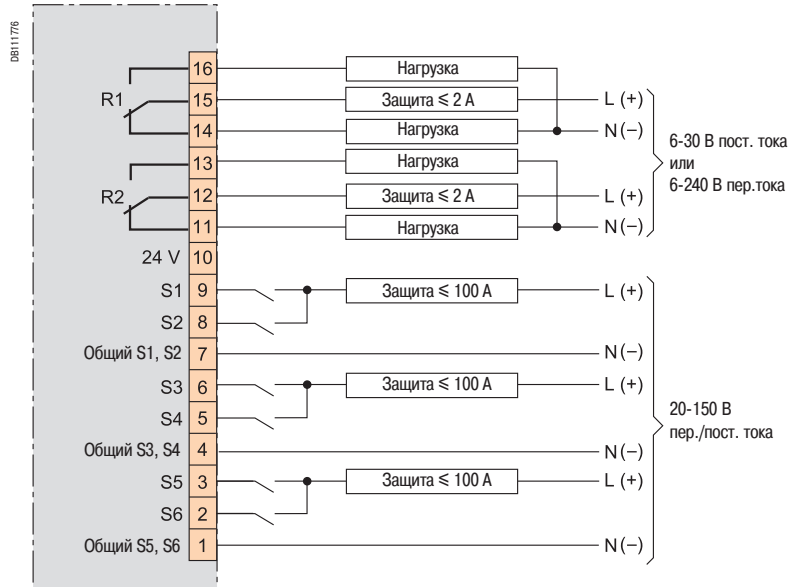 DB111776
16 Нагрузка
R1 15 Защита ⩽ 2 А L (+)
14 Нагрузка N(–)
13 Нагрузка
R2 12 Защита ⩽ 2 А L (+)
11 Нагрузка N(–)
6-30 В пост. тока
или
6-240 В пер.тока
24 V 10
S1 9 Защита ⩽ 100 А L (+)
S2 8
Общий S1, S2 7 N(–)
S3 6 Защита ⩽ 100 А L (+)
S4 5
Общий S3, S4 4 N(–)
S5 3 Защита ⩽ 100 А L (+)
S6 2
Общий S5, S6 1 N(–)
20-150 В
пер./пост. тока